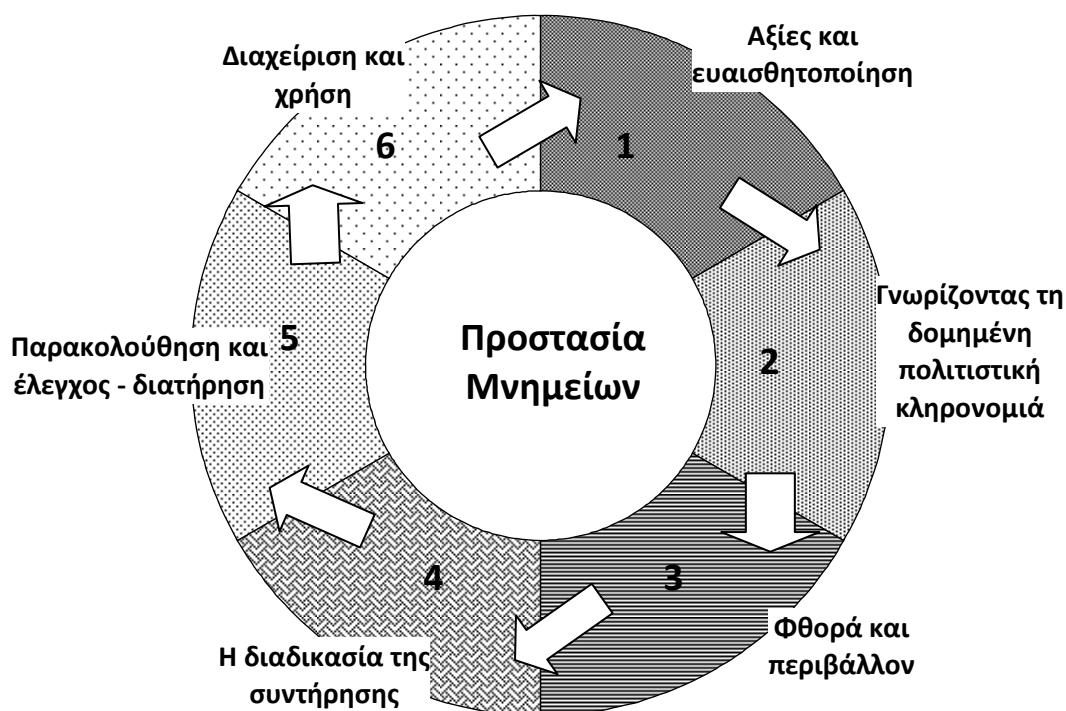 Αξίες και
ευαισθητοποίηση
1
Γνωρίζοντας τη
δομημένη
πολιτιστική
κληρονομιά
2
Φθορά και
περιβάλλον
3
Η διαδικασία της
συντήρησης
4
Παρακολούθηση και
έλεγχος - διατήρηση
5
Διαχείριση και
χρήση
6
Προστασία
Μνημείων